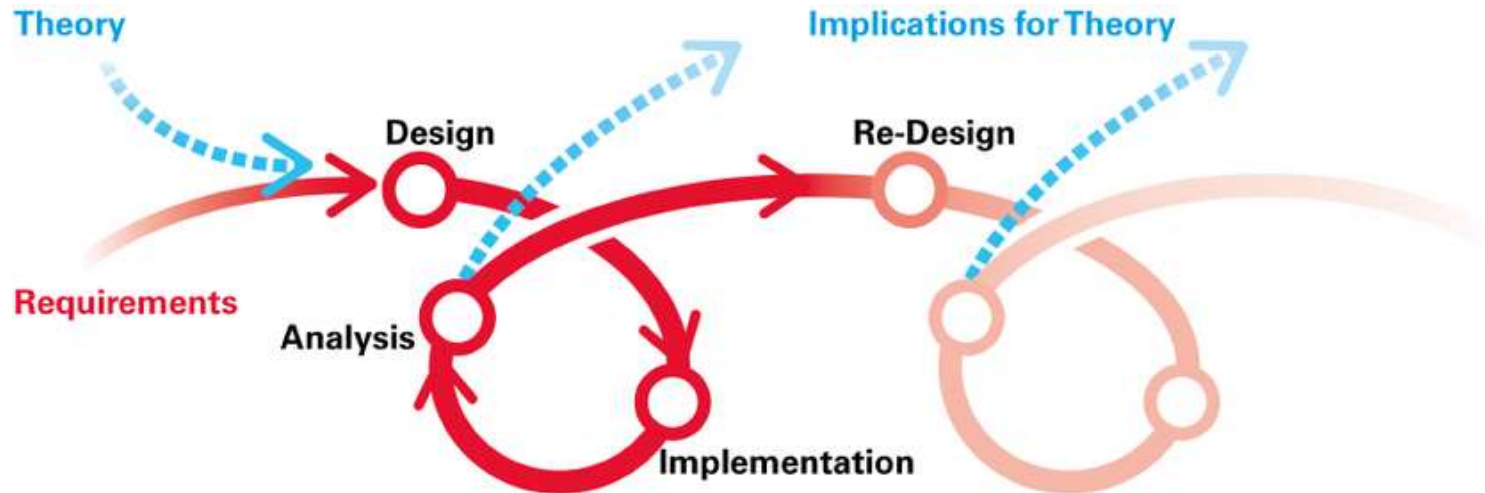 Theory
Implications for Theory
Design
Re-Design
Requirements
Analysis
Implementation